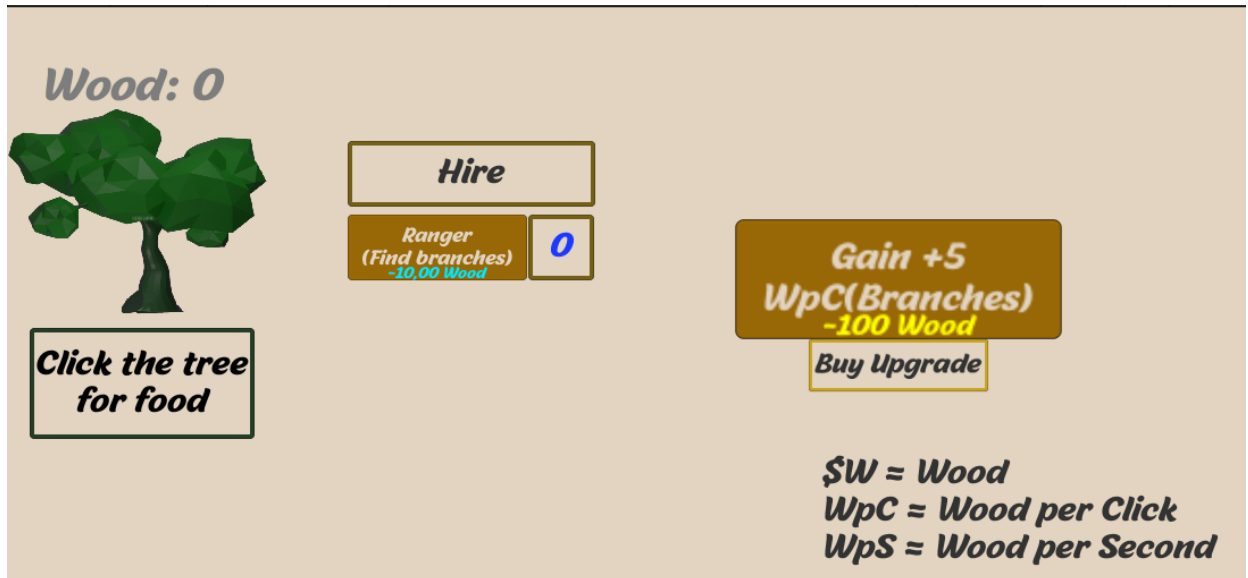 Wood: 0
Click the tree
for food
Hire
Ranger
(Find branches)
-10,00 Wood
0
Gain +5
WpC(Branches)
-100 Wood
Buy Upgrade
$W = Wood
WpC = Wood per Click
WpS = Wood per Second